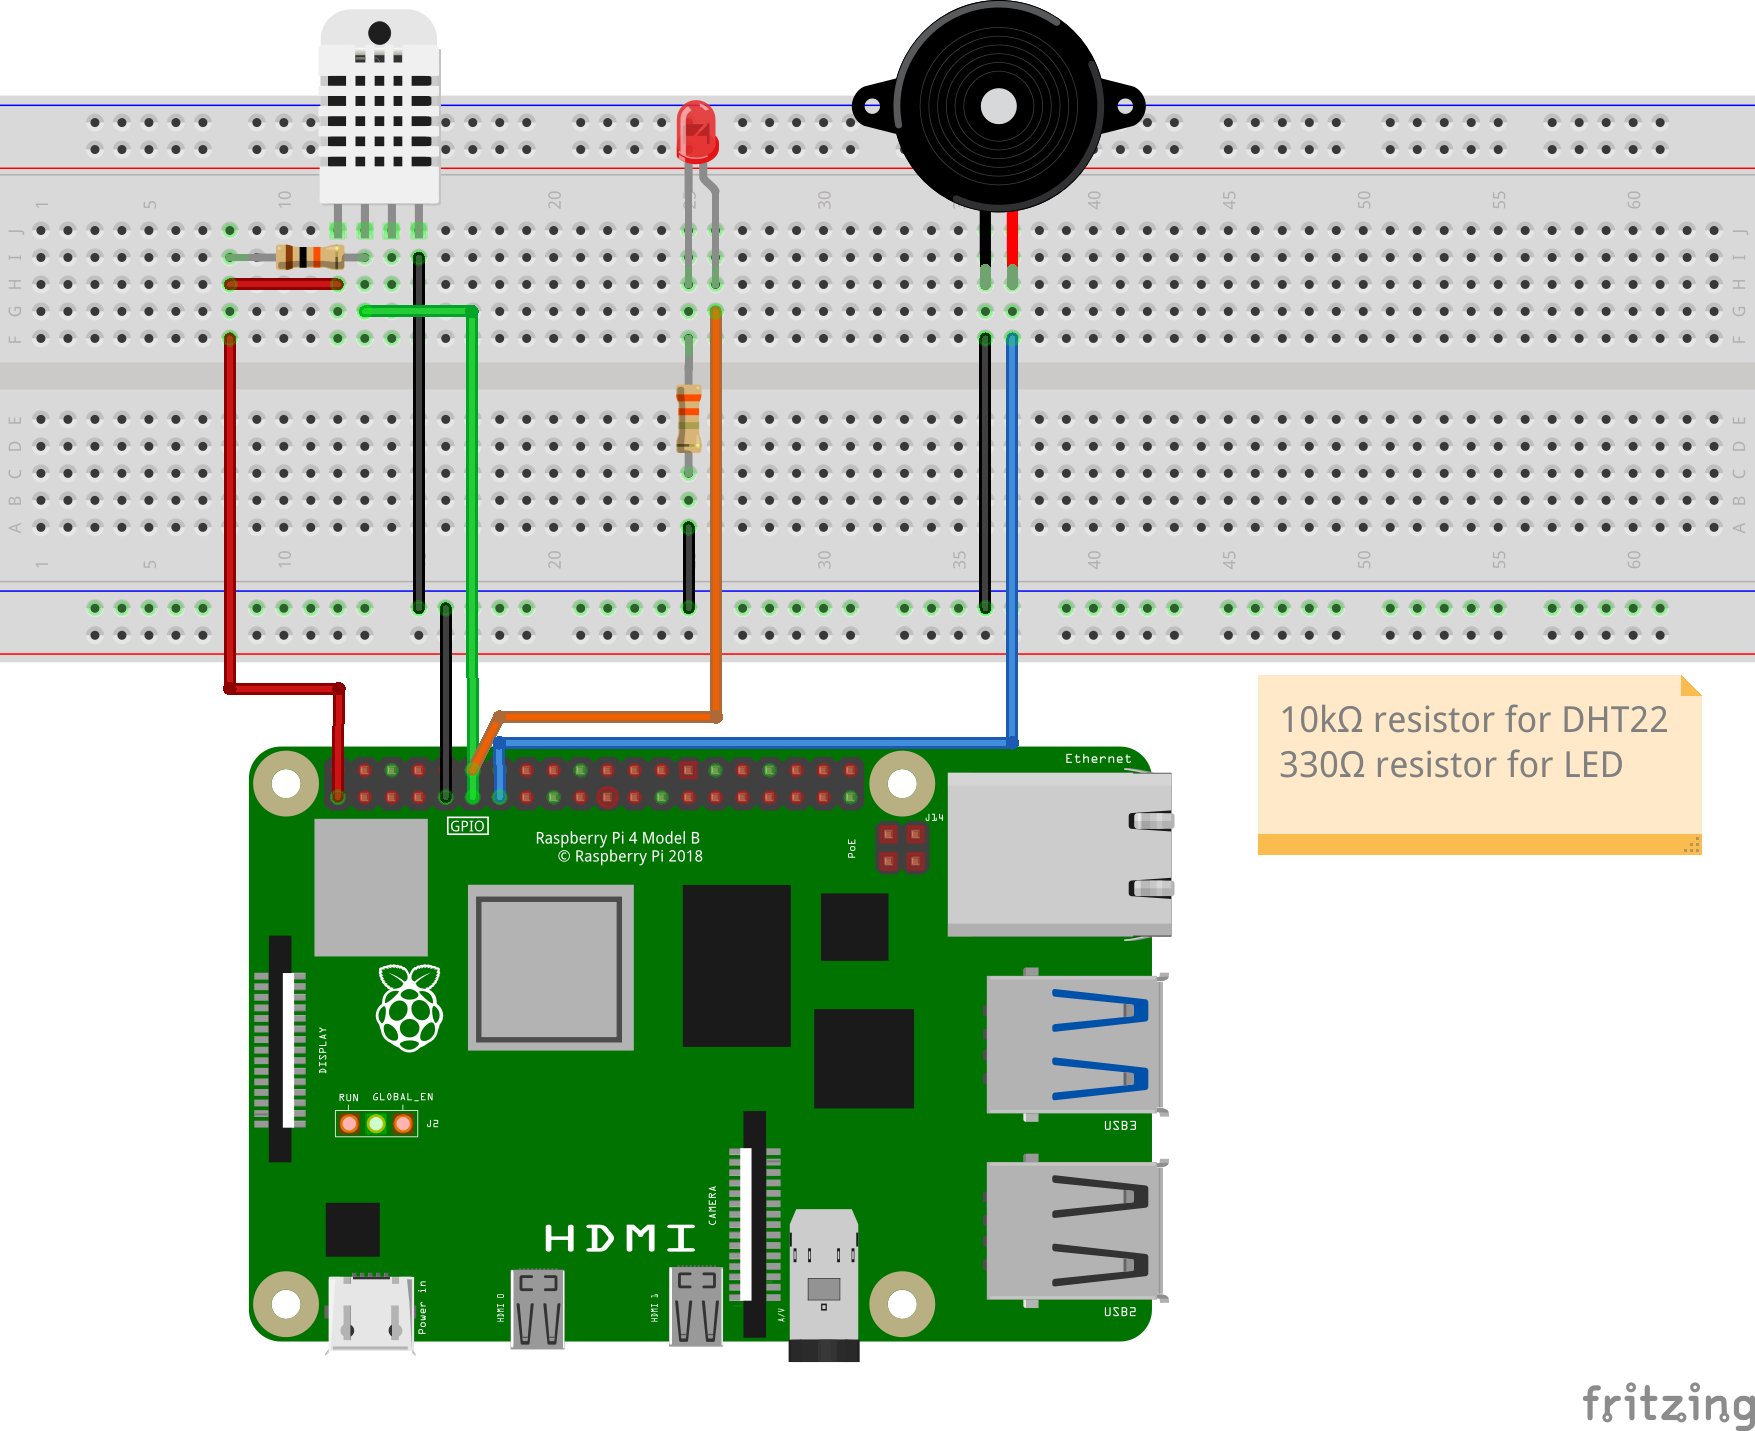 1 5 10 20 25 30 35 40 45 50 55 60
J J
I I
H H
G G
F F
E E
D D
C C
B B
A A
1 5 10 20 30 35 40 45 50 55 60
10kΩ resistor for DHT22
330Ω resistor for LED
Ethernet
GPIO
Raspberry Pi 4 Model B
© Raspberry Pi 2018
J14
PoE
DISPLAY
RUN GLOBAL_EN
J2
USB3
CAMERA
HDMI
Power in
HDMI 0
HDMI 1
A/V
USB2
fritzing